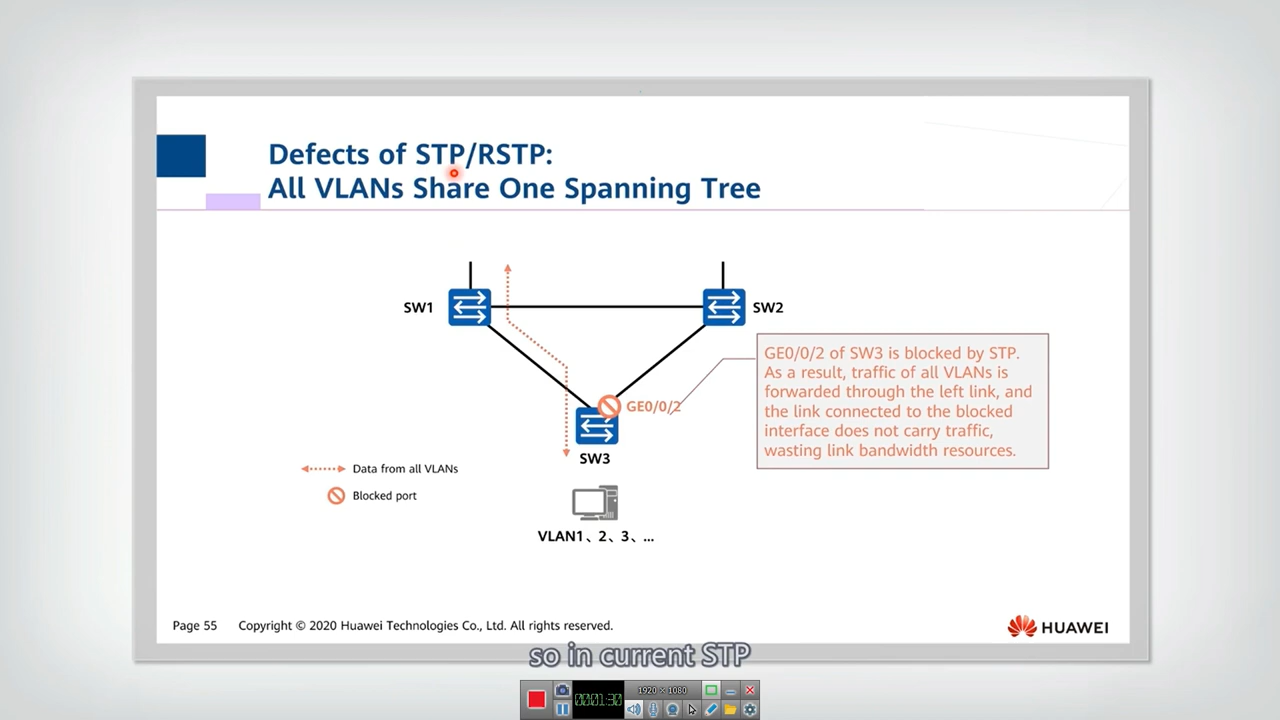 Defects of STP/RSTP:
All VLANs Share One Spanning Tree
SW1
SW2
GE0/0/2 of SW3 is blocked by STP.
As a result, traffic of all VLANs is
forwarded through the left link, and
the link connected to the blocked
interface does not carry traffic,
wasting link bandwidth resources.
GE0/0/2
SW3
Data from all VLANs
Blocked port
VLAN1、2、3、...
Page 55 Copyright © 2020 Huawei Technologies Co., Ltd. All rights reserved.
HUAWEI
so in current STP
000:01:30
1920 × 1080